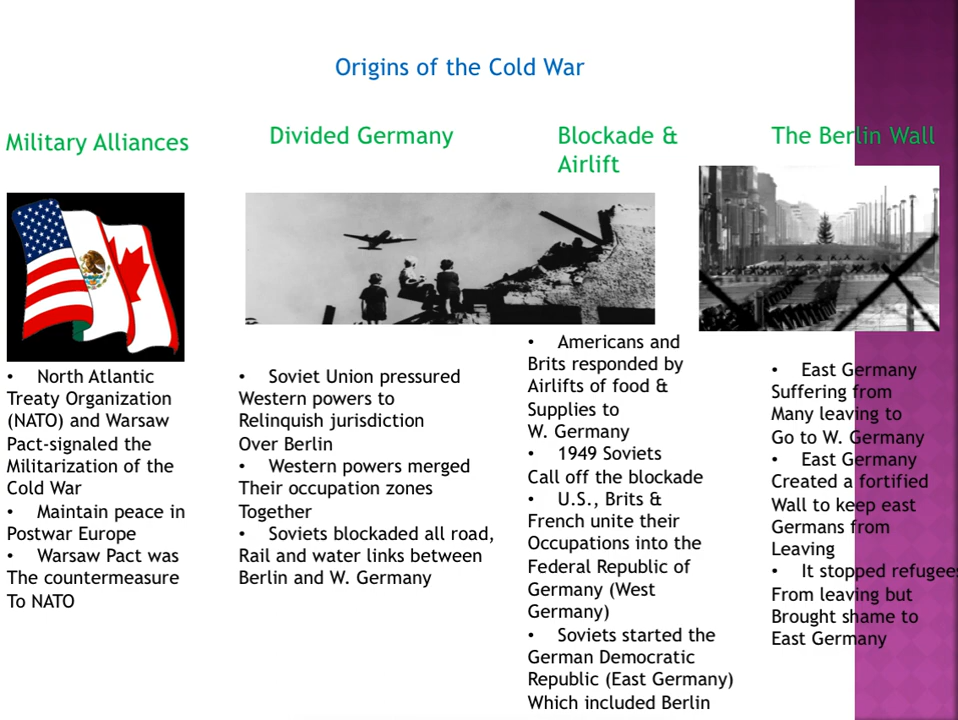 Origins of the Cold War
Military Alliances
• North Atlantic
Treaty Organization
(NATO) and Warsaw
Pact-signaled the
Militarization of the
Cold War
• Maintain peace in
Postwar Europe
• Warsaw Pact was
The countermeasure
To NATO
Divided Germany
• Soviet Union pressured
Western powers to
Relinquish jurisdiction
Over Berlin
• Western powers merged
Their occupation zones
Together
• Soviets blockaded all road,
Rail and water links between
Berlin and W. Germany
Blockade &
Airlift
• Americans and
Brits responded by
Airlifts of food &
Supplies to
W. Germany
• 1949 Soviets
Call off the blockade
• U.S., Brits &
French unite their
Occupations into the
Federal Republic of
Germany (West
Germany)
• Soviets started the
German Democratic
Republic (East Germany)
Which included Berlin
The Berlin Wall
• East Germany
Suffering from
Many leaving to
Go to W. Germany
• East Germany
Created a fortified
Wall to keep east
Germans from
Leaving
• It stopped refugees
From leaving but
Brought shame to
East Germany